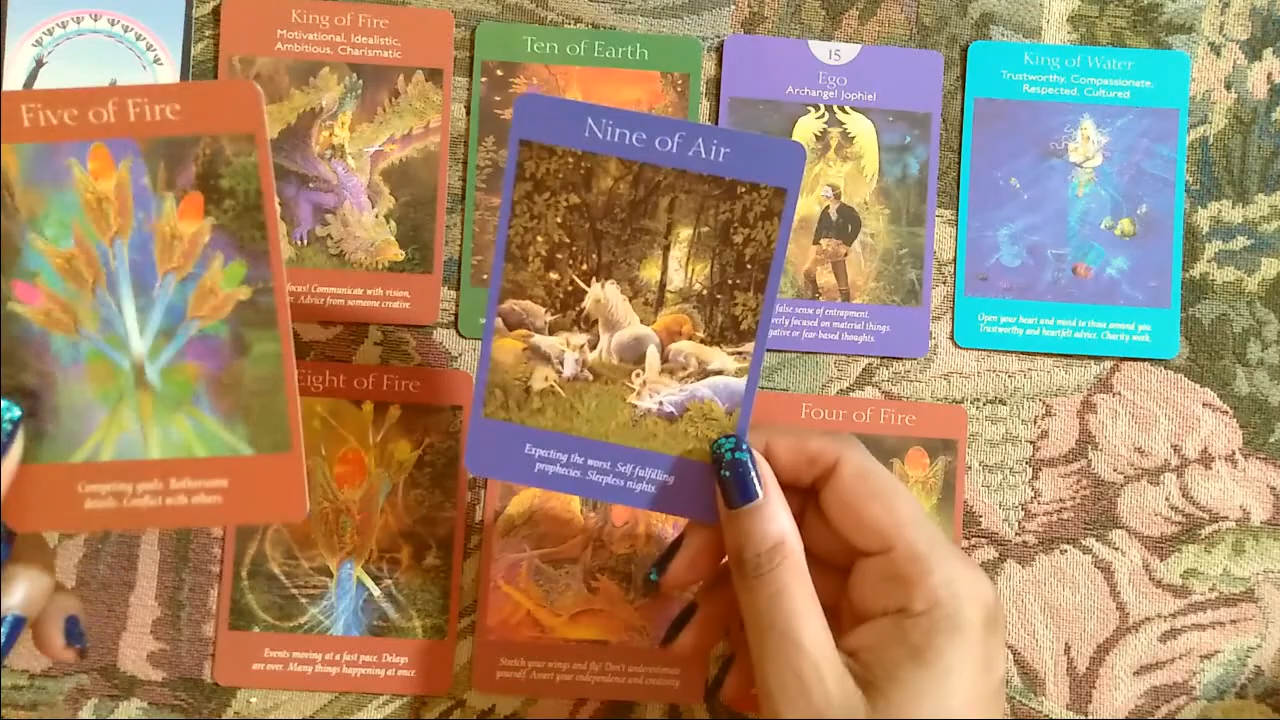 King of Fire
Motivational, Idealistic,
Ambitious, Charismatic
focus! Communicate with vision,
Advice from someone creative.
Ten of Earth
15
Ego
Archangel Jophiel
false sense of entrapment.
focused on material things.
or fear-based thoughts.
King of Water
Trustworthy, Compassionate,
Respected, Cultured
Open your heart and mind to those around you.
Trustworthy and heartfelt advice. Charity work.
Five of Fire
Competing goals. Bothersome
details. Conflict with others
Nine of Air
Expecting the worst. Self-fulfilling
prophecies. Sleepless nights.
Eight of Fire
Events moving at a fast pace. Delays
are over. Many things happening at once.
Stretch your wings and fly! Don't underestimate
yourself. Assert your independence and creativity
Four of Fire